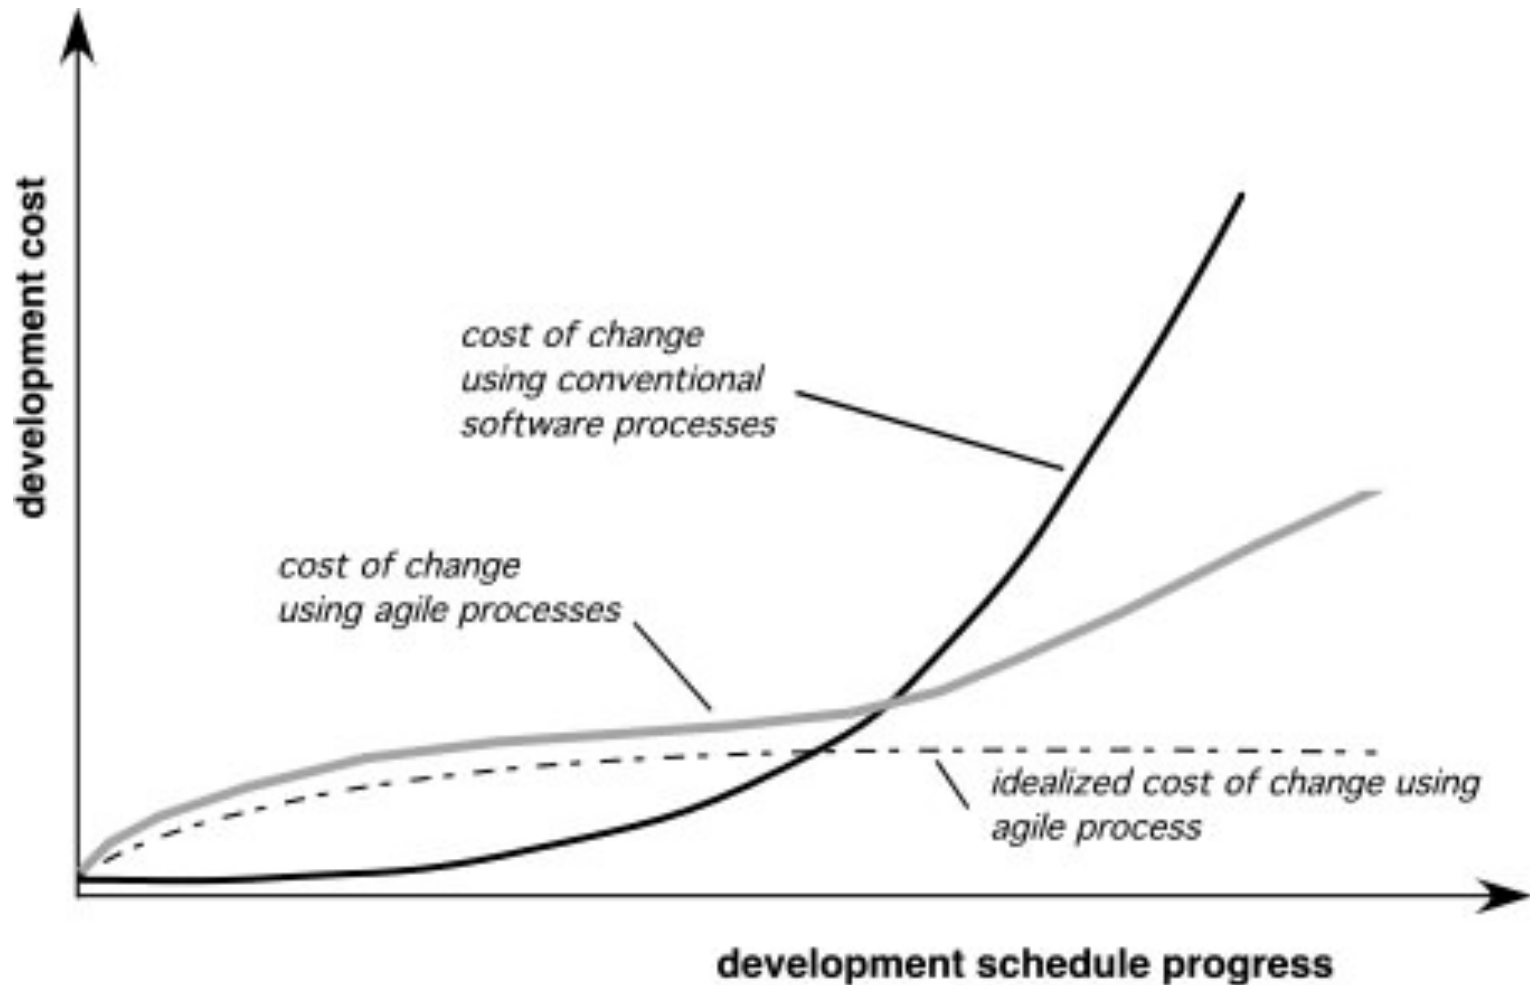 development cost
cost of change
using conventional
software processes
cost of change
using agile processes
idealized cost of change using
agile process
development schedule progress